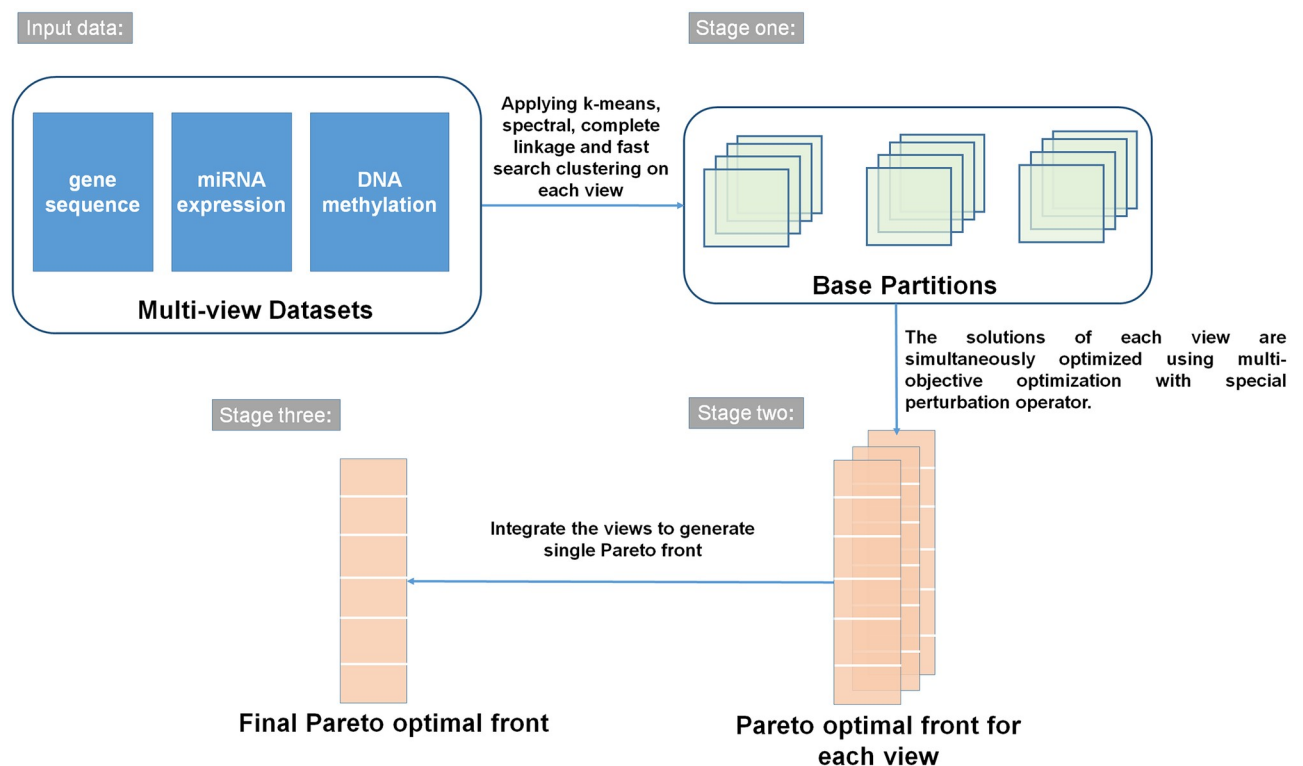 Input data:
Stage one:
gene
sequence
miRNA
expression
DNA
methylation
Multi-view Datasets
Applying k-means,
spectral, complete
linkage and fast
search clustering on
each view
Base Partitions
The solutions of each view are
simultaneously optimized using multi-
objective optimization with special
perturbation operator.
Stage three:
Stage two:
Integrate the views to generate
single Pareto front
Final Pareto optimal front
Pareto optimal front for
each view